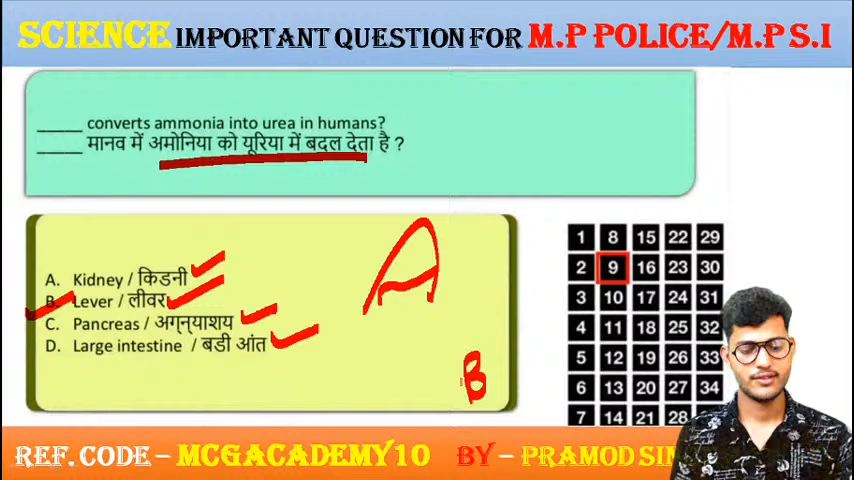 SCIENCE IMPORTANT QUESTION FOR M.P POLICE/M.P S.I
_____ converts ammonia into urea in humans?
_____ मानव में अमोनिया को यूरिया में बदल देता है ?
A. Kidney / किडनी
B. Lever / लीवर
C. Pancreas / अग्न्याशय
D. Large intestine / बडी आंत
A
B
1 8 15 22 29
2 9 16 23 30
3 10 17 24 31
4 11 18 25 32
5 12 19 26 33
6 13 20 27 34
7 14 21 28
REF. CODE - MCGACADEMY10 BY - PRAMOD